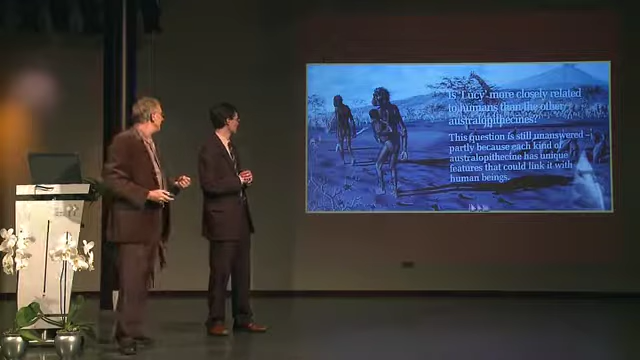 Is 'Lucy' more closely related
to humans than the other
australopithecines?
This question is still unanswered –
partly because each kind of
australopithecine has unique
features that could link it with
human beings.